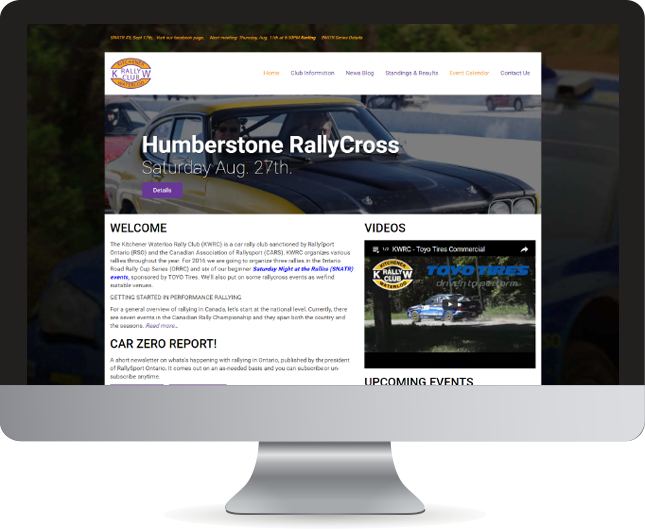 SNATR #5 Sept 17th, Visit our facebook page. Next meeting: Thursday, Aug. 11th at 6:30PM Karting SNATR Series Details
KITCHENER
K RALLY W
CLUB
WATERLOO
Home Club Information News Blog Standings & Results Event Calendar Contact Us
Humberstone RallyCross
Saturday Aug. 27th.
Details
WELCOME
The Kitchener Waterloo Rally Club (KWRC) is a car rally club sanctioned by RallySport
Ontario (RSO) and the Canadian Association of Rallysport (CARS). KWRC organizes various
rallies throughout the year. For 2016 we are going to organize three rallies in the Ontario
Road Rally Cup Series (ORRC) and six of our beginner Saturday Night at the Rallies (SNATR)
events, sponsored by TOYO Tires. We'll also put on some rallycross events as we find
suitable venues.
GETTING STARTED IN PERFORMANCE RALLYING
For a general overview of rallying in Canada, let's start at the national level. Currently, there
are seven events in the Canadian Rally Championship and they span both the country and
the seasons. Read more...
CAR ZERO REPORT!
A short newsletter on whats's happening with rallying in Ontario, published by the president
of RallySport Ontario. It comes out on an as-needed basis and you can subscribe or un-
subscribe anytime.
VIDEOS
1/9 KWRC - Toyo Tires Commercial
KITCHENER
K RALLY W
CLUB
WATERLOO
TOYO TIRES
driven to perform
UPCOMING EVENTS